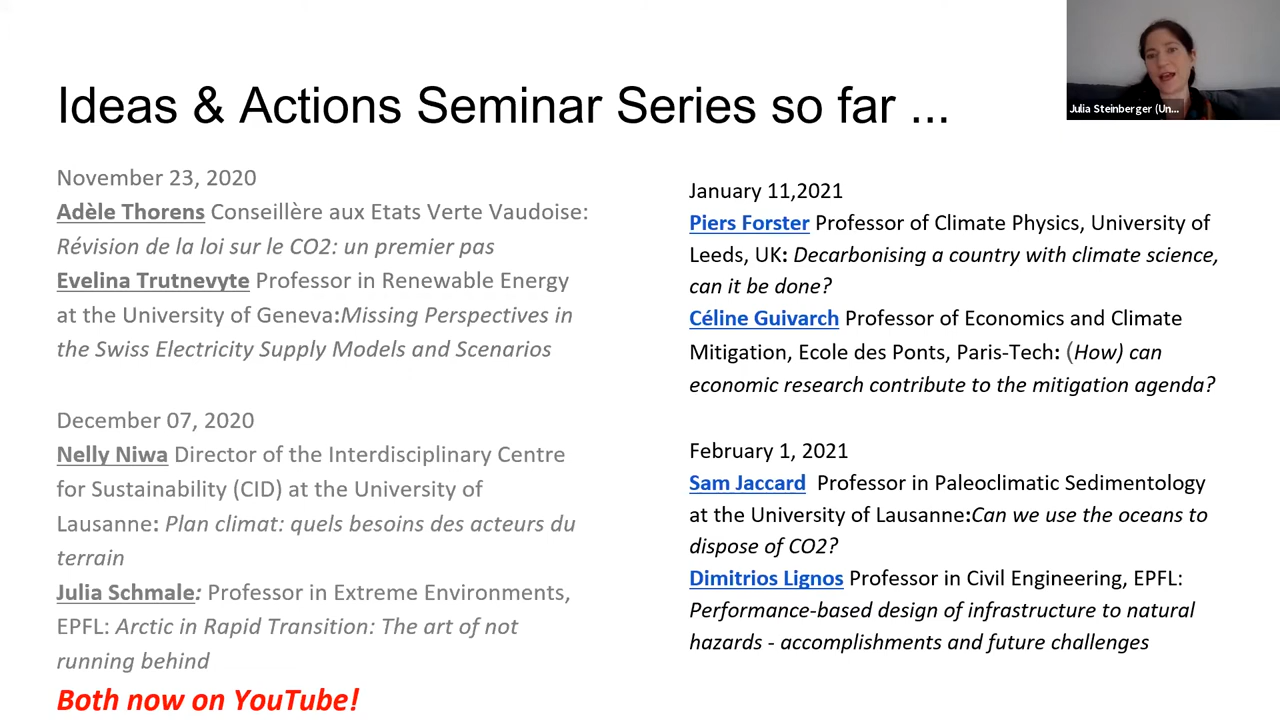 Ideas & Actions Seminar Series so far ...
Julia Steinberger (Un...
November 23, 2020
Adèle Thorens Conseillère aux Etats Verte Vaudoise:
Révision de la loi sur le CO2: un premier pas
Evelina Trutnevyte Professor in Renewable Energy
at the University of Geneva:Missing Perspectives in
the Swiss Electricity Supply Models and Scenarios
December 07, 2020
Nelly Niwa Director of the Interdisciplinary Centre
for Sustainability (CID) at the University of
Lausanne: Plan climat: quels besoins des acteurs du
terrain
Julia Schmale: Professor in Extreme Environments,
EPFL: Arctic in Rapid Transition: The art of not
running behind
Both now on YouTube!
January 11,2021
Piers Forster Professor of Climate Physics, University of
Leeds, UK: Decarbonising a country with climate science,
can it be done?
Céline Guivarch Professor of Economics and Climate
Mitigation, Ecole des Ponts, Paris-Tech: (How) can
economic research contribute to the mitigation agenda?
February 1, 2021
Sam Jaccard Professor in Paleoclimatic Sedimentology
at the University of Lausanne:Can we use the oceans to
dispose of CO2?
Dimitrios Lignos Professor in Civil Engineering, EPFL:
Performance-based design of infrastructure to natural
hazards - accomplishments and future challenges